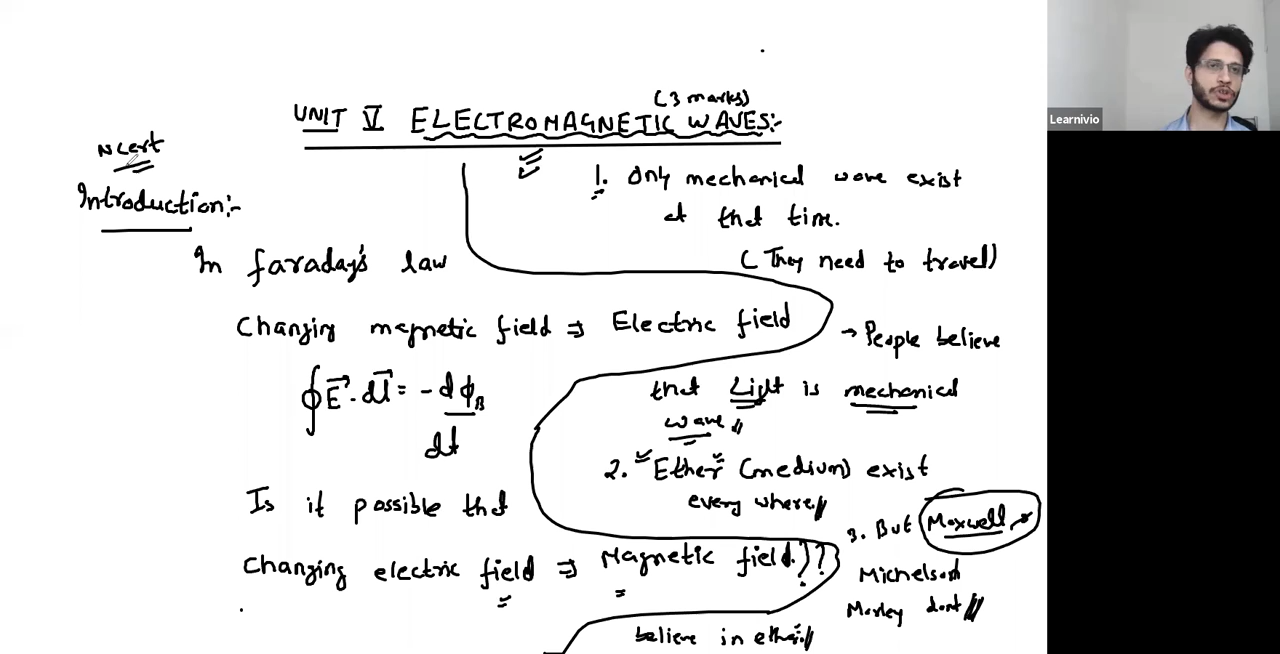 (3 marks)
UNIT V ELECTROMAGNETIC WAVES:-
Ncert
Introduction:-
In faraday's law
Changing magnetic field ⇒ Electric field
∮E⃗.dl⃗ = -dϕB/dt
Is it possible that
Changing electric field ⇒ Magnetic field??
1. Only mechanical wave exist
at that time.
(They need to travel)
→ People believe
that Light is mechanical
wave
2. "Ether" (medium) exist
every where
3. But Maxwell
Michelson
Morley dont
believe in ether
Learnivio